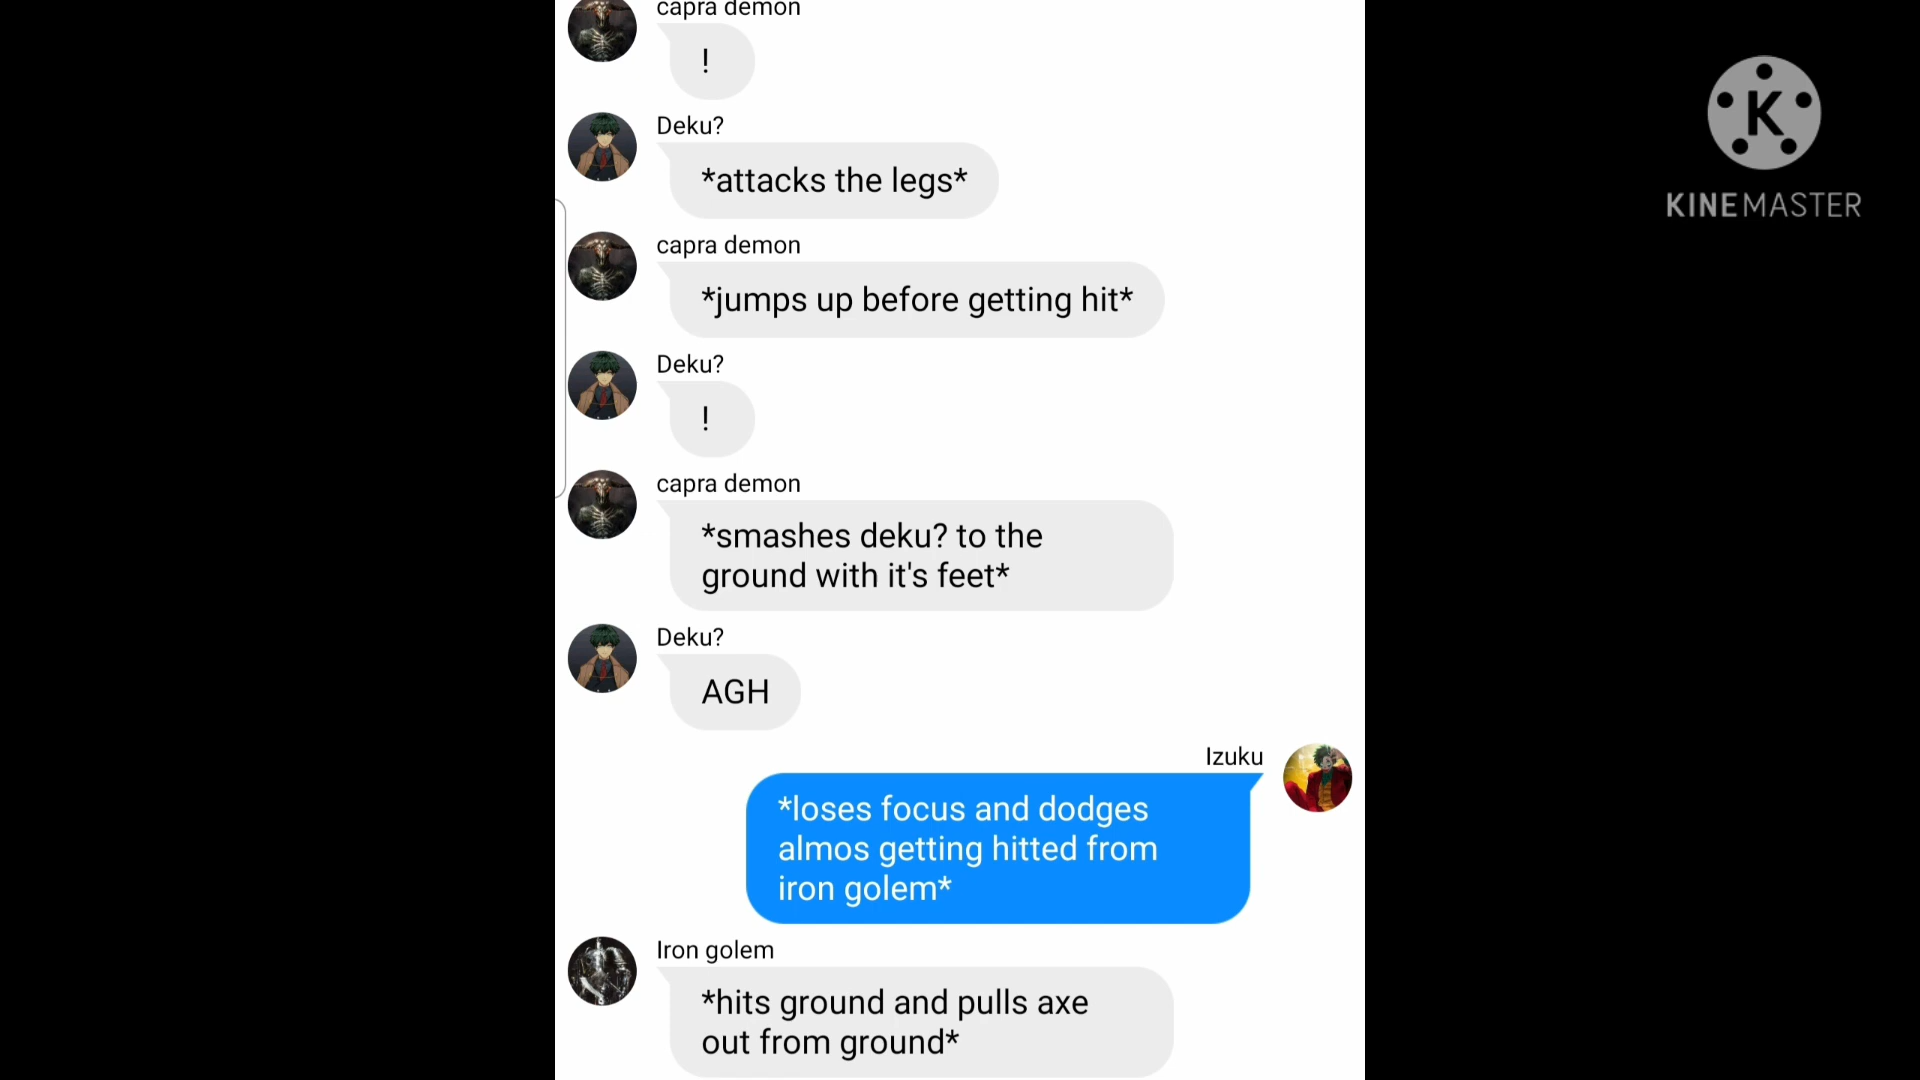 capra demon
!
Deku?
*attacks the legs*
capra demon
*jumps up before getting hit*
Deku?
!
capra demon
*smashes deku? to the
ground with it's feet*
Deku?
AGH
Izuku
*loses focus and dodges
almos getting hitted from
iron golem*
Iron golem
*hits ground and pulls axe
out from ground*
K
KINEMASTER